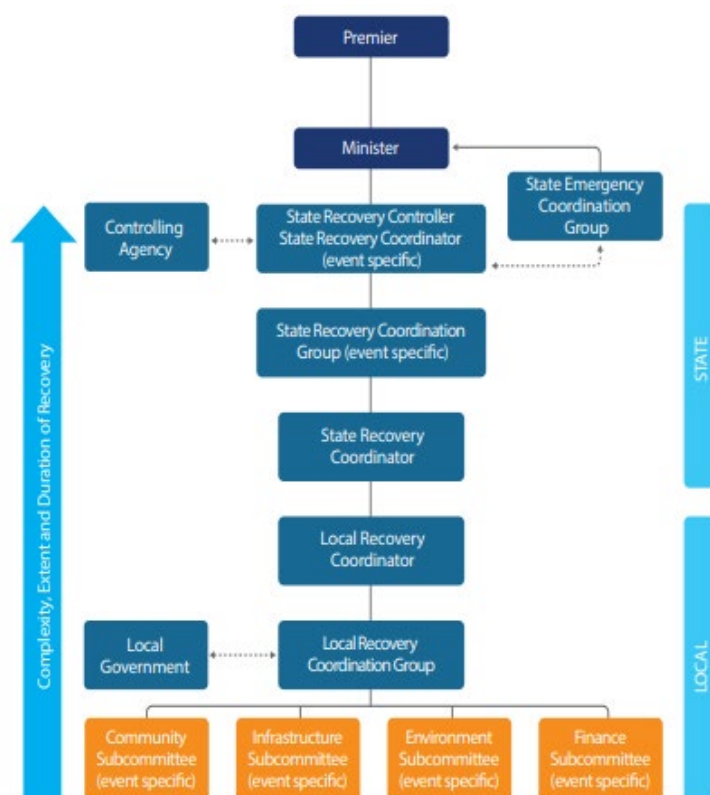 Premier
Minister
State Emergency
Coordination
Group
Controlling
Agency
State Recovery Controller
State Recovery Coordinator
(event specific)
State Recovery Coordination
Group (event specific)
State Recovery
Coordinator
Local Recovery
Coordinator
Local
Government
Local Recovery
Coordination Group
Community
Subcommittee
(event specific)
Infrastructure
Subcommittee
(event specific)
Environment
Subcommittee
(event specific)
Finance
Subcommittee
(event specific)
Complexity, Extent and Duration of Recovery
STATE
LOCAL